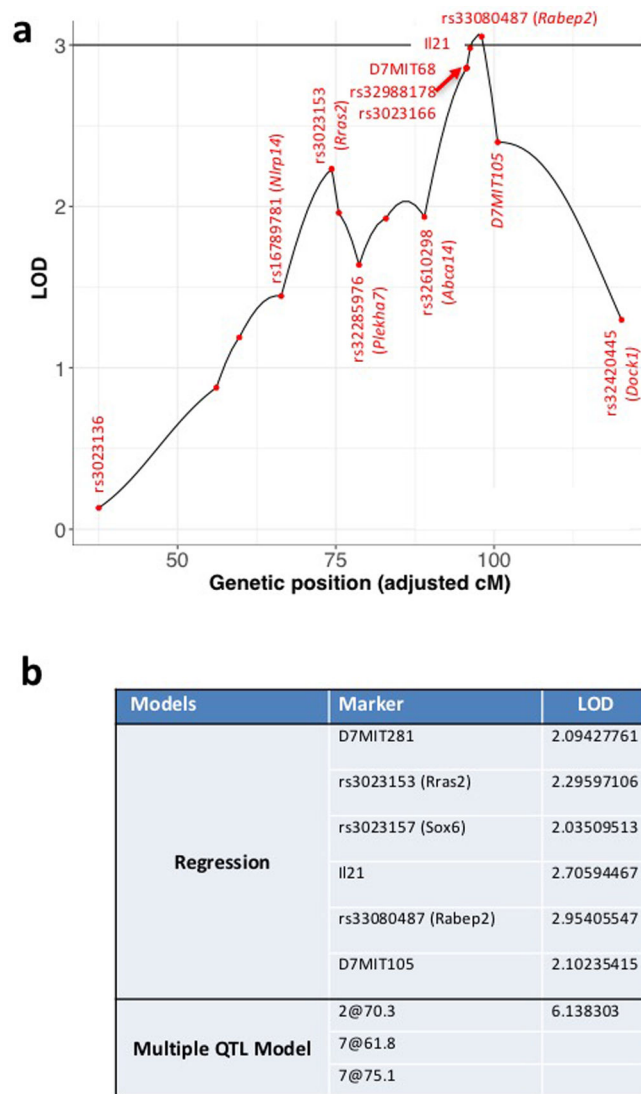 a
rs33080487 (Rabep2)
Il21
D7MIT68
rs32988178
rs3023166
rs3023153
(Rras2)
rs16789781 (Nlrp14)
D7MIT105
rs32610298
(Abca14)
rs32285976
(Plekha7)
rs32420445
(Dock1)
rs3023136
LOD
3
2
1
0
50
75
100
Genetic position (adjusted cM)
b
Models Marker LOD
Regression
D7MIT281 2.09427761
rs3023153 (Rras2) 2.29597106
rs3023157 (Sox6) 2.03509513
Il21 2.70594467
rs33080487 (Rabep2) 2.95405547
D7MIT105 2.10235415
Multiple QTL Model
2@70.3 6.138303
7@61.8
7@75.1